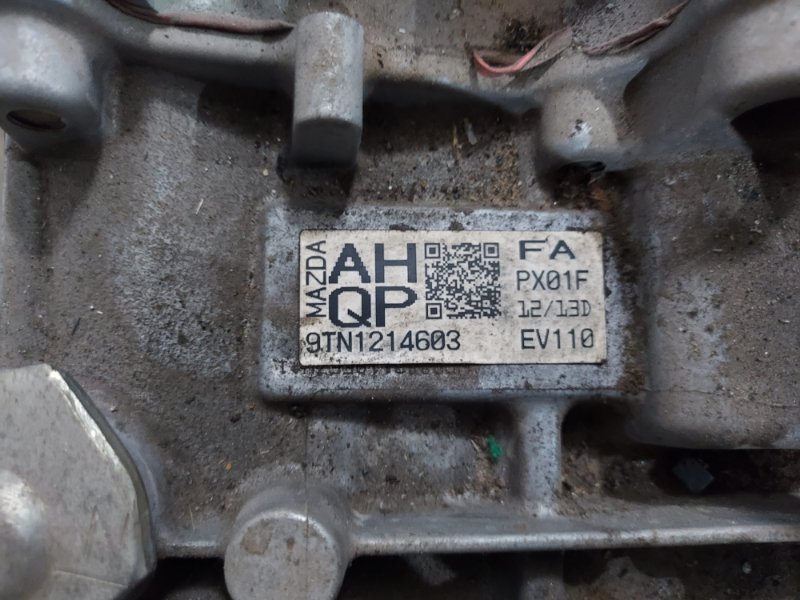 MAZDA
AH
QP
9TN1214603
FA
PX01F
12/13D
EV110